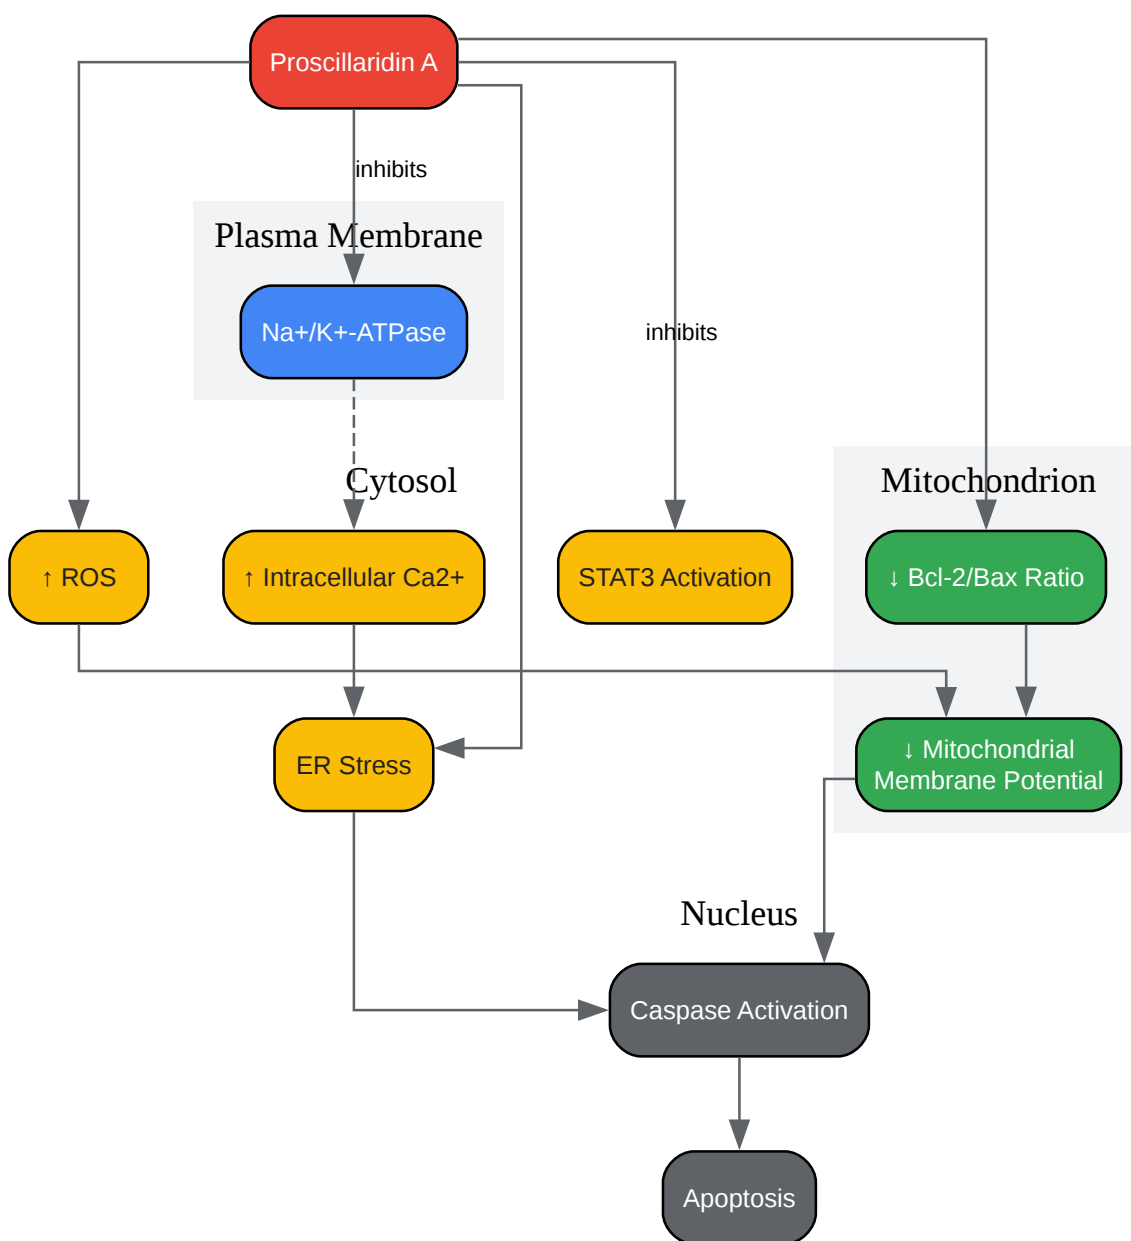 Proscillaridin A
inhibits
Plasma Membrane
Na+/K+-ATPase
inhibits
Cytosol
Mitochondrion
↑ ROS
↑ Intracellular Ca2+
STAT3 Activation
↓ Bcl-2/Bax Ratio
ER Stress
↓ Mitochondrial
Membrane Potential
Nucleus
Caspase Activation
Apoptosis